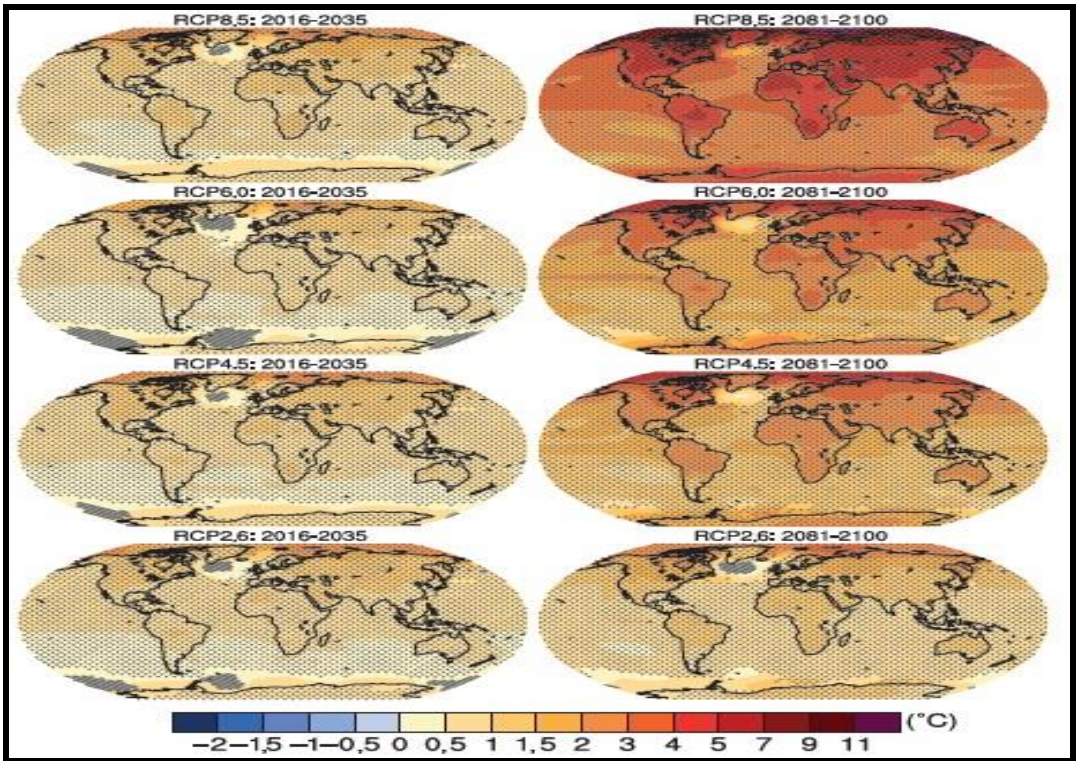 RCP8,5: 2016-2035
RCP8,5: 2081-2100
RCP6,0: 2016-2035
RCP6,0: 2081-2100
RCP4,5: 2016-2035
RCP4,5: 2081-2100
RCP2,6: 2016-2035
RCP2,6: 2081-2100
−2 −1,5 −1 −0,5 0 0,5 1 1,5 2 3 4 5 7 9 11 (°C)